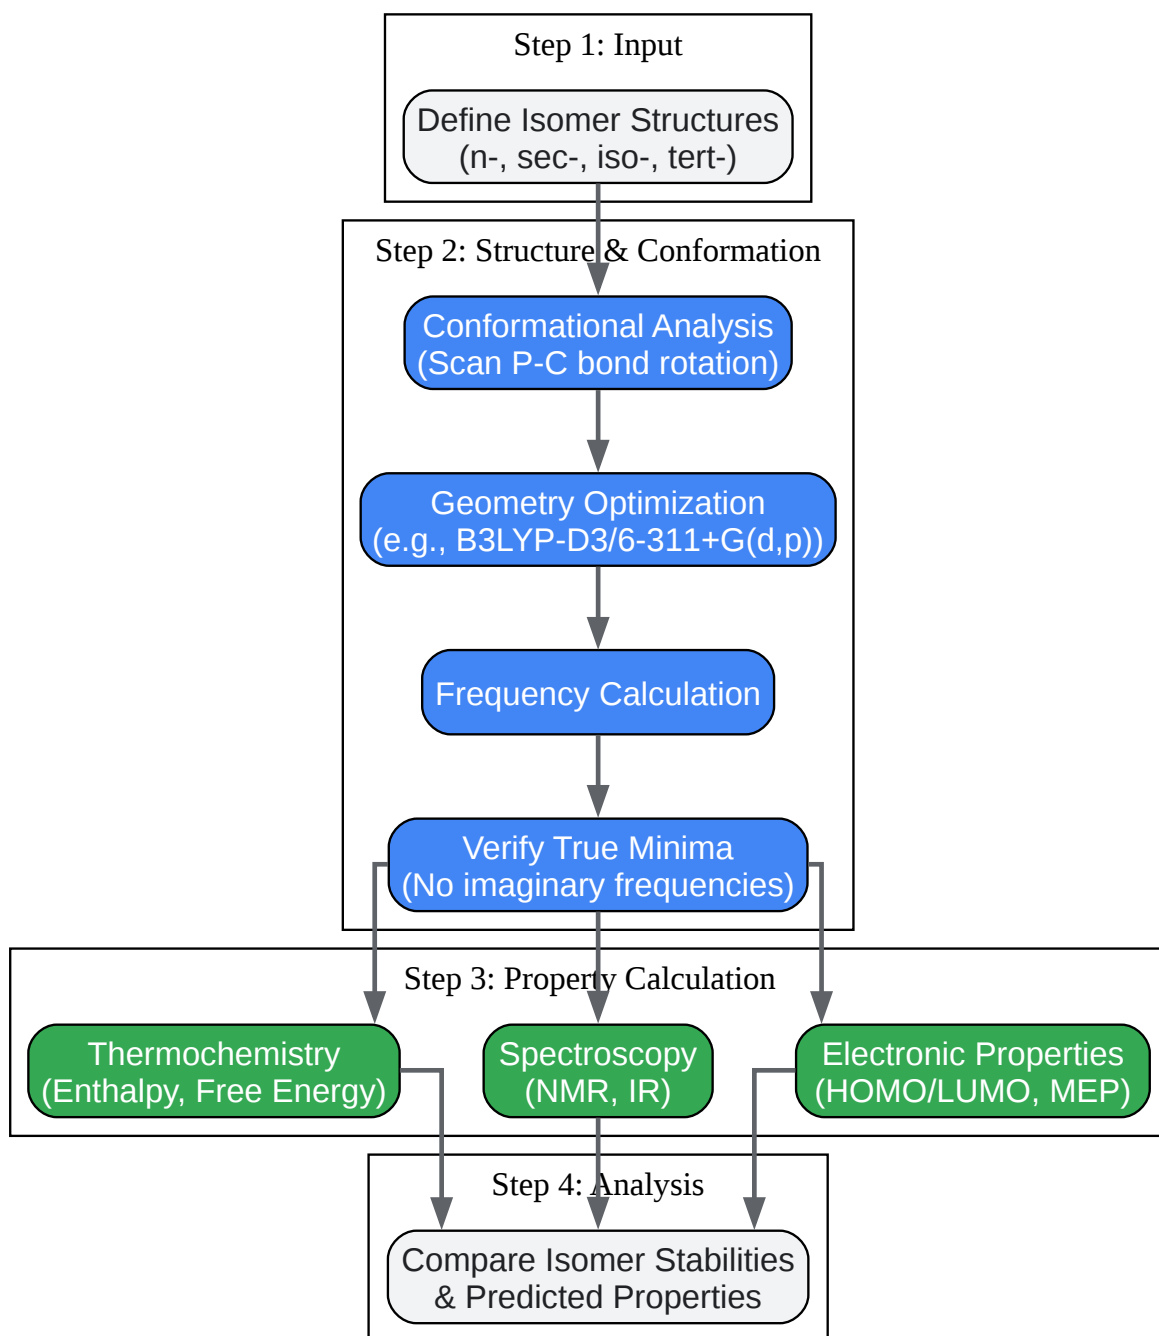 Step 1: Input
Define Isomer Structures
(n-, sec-, iso-, tert-)
Step 2: Structure & Conformation
Conformational Analysis
(Scan P-C bond rotation)
Geometry Optimization
(e.g., B3LYP-D3/6-311+G(d,p))
Frequency Calculation
Verify True Minima
(No imaginary frequencies)
Step 3: Property Calculation
Thermochemistry
(Enthalpy, Free Energy)
Spectroscopy
(NMR, IR)
Electronic Properties
(HOMO/LUMO, MEP)
Step 4: Analysis
Compare Isomer Stabilities
& Predicted Properties